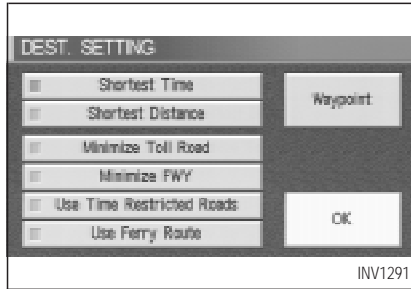 DEST. SETTING
Shortest Time
Shortest Distance
Waypoint
Minimize Toll Road
Minimize FWY
Use Time Restricted Roads
Use Ferry Route
OK
INV1291